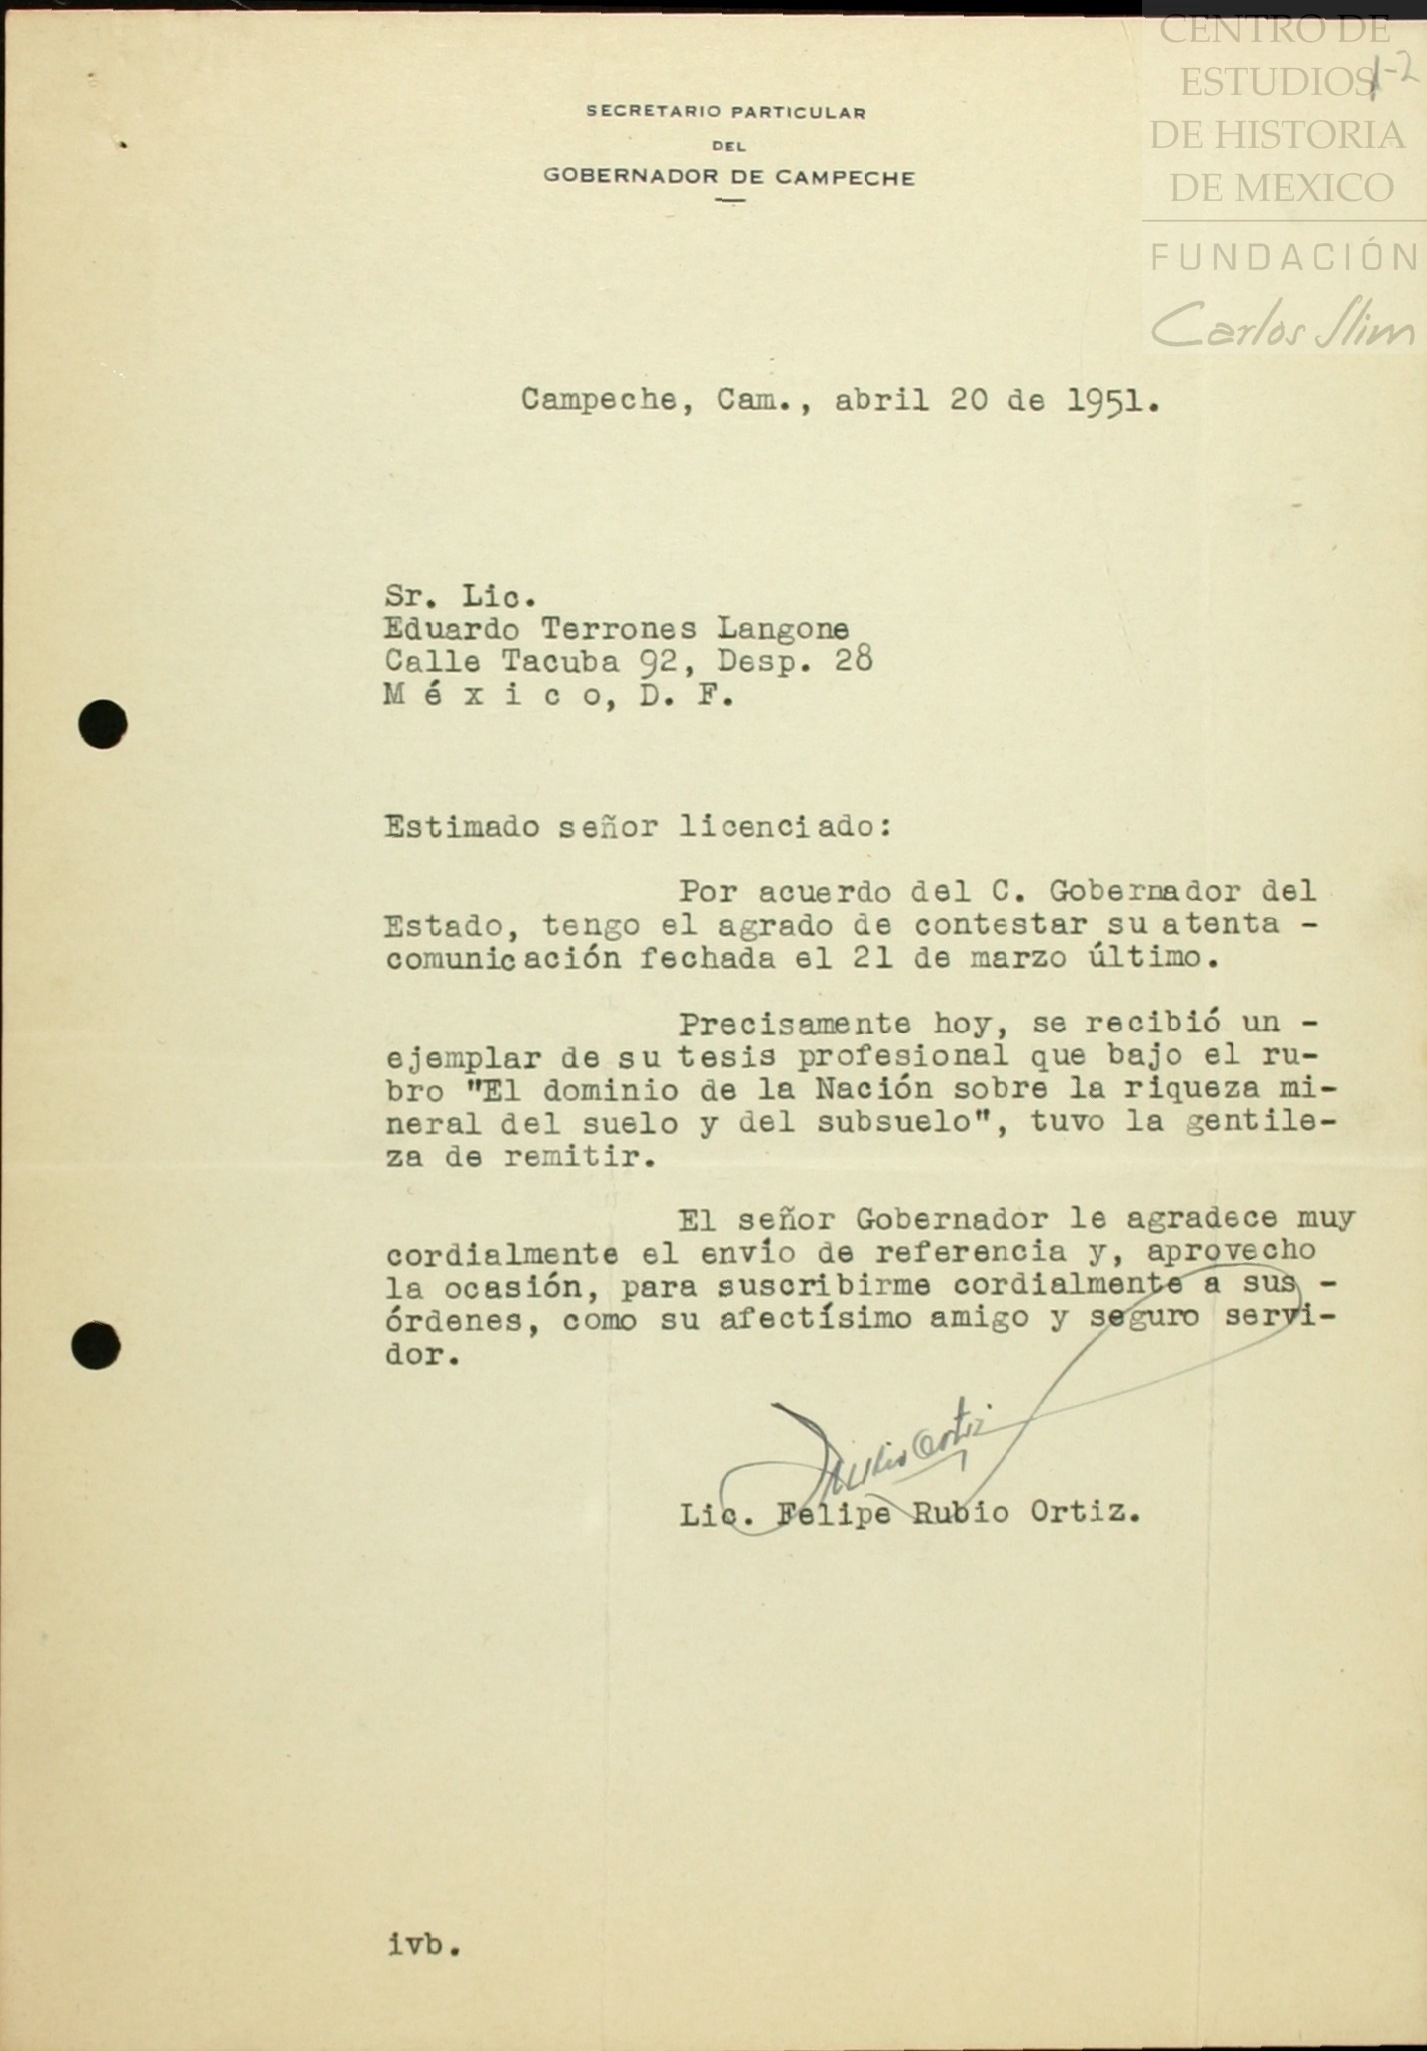 CENTRO DE
ESTUDIOS
DE HISTORIA
DE MEXICO
FUNDACIÓN
Carlos Slim
1-2
SECRETARIO PARTICULAR
DEL
GOBERNADOR DE CAMPECHE
Campeche, Cam., abril 20 de 1951.
Sr. Lic.
Eduardo Terrones Langone
Calle Tacuba 92, Desp. 28
M é x i c o, D. F.
Estimado señor licenciado:
Por acuerdo del C. Gobernador del
Estado, tengo el agrado de contestar su atenta -
comunicación fechada el 21 de marzo último.
Precisamente hoy, se recibió un -
ejemplar de su tesis profesional que bajo el ru-
bro "El dominio de la Nación sobre la riqueza mi-
neral del suelo y del subsuelo", tuvo la gentile-
za de remitir.
El señor Gobernador le agradece muy
cordialmente el envío de referencia y, aprovecho
la ocasión, para suscribirme cordialmente a sus -
órdenes, como su afectísimo amigo y seguro servi-
dor.
Rubio Ortiz
Lic. Felipe Rubio Ortiz.
ivb.